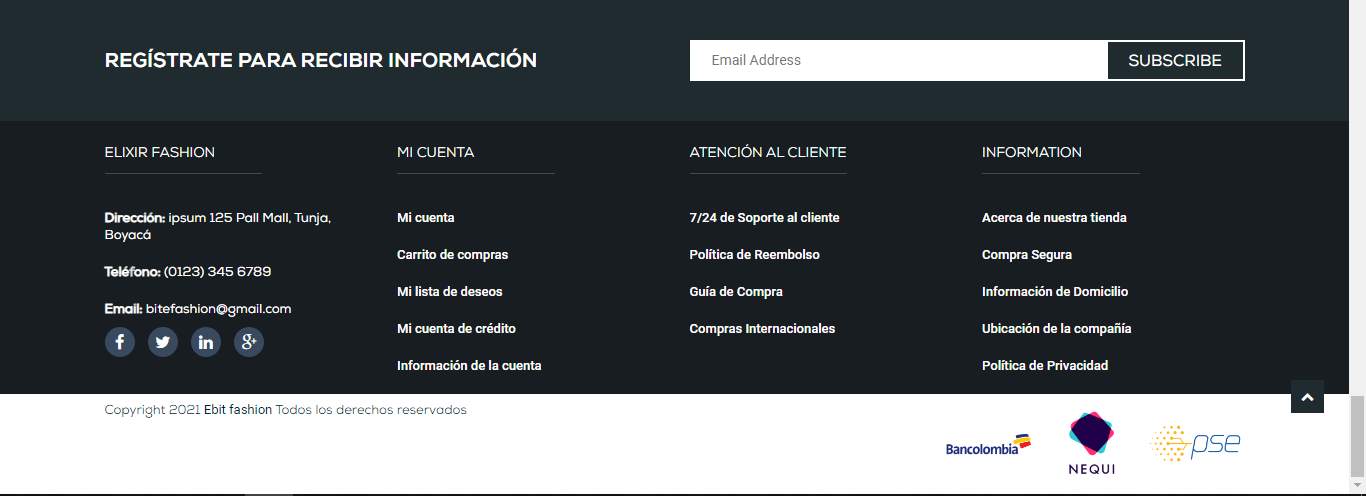 REGÍSTRATE PARA RECIBIR INFORMACIÓN
Email Address
SUBSCRIBE
ELIXIR FASHION
Dirección: ipsum 125 Pall Mall, Tunja,
Boyacá
Teléfono: (0123) 345 6789
Email: bitefashion@gmail.com
MI CUENTA
Mi cuenta
Carrito de compras
Mi lista de deseos
Mi cuenta de crédito
Información de la cuenta
ATENCIÓN AL CLIENTE
7/24 de Soporte al cliente
Política de Reembolso
Guía de Compra
Compras Internacionales
INFORMATION
Acerca de nuestra tienda
Compra Segura
Información de Domicilio
Ubicación de la compañía
Política de Privacidad
Copyright 2021 Ebit fashion Todos los derechos reservados
Bancolombia
NEQUI
pse